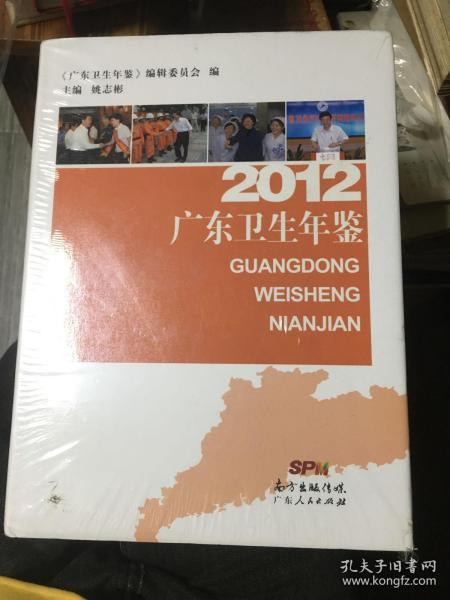 《广东卫生年鉴》编辑委员会 编
主编 姚志彬
2012
广东卫生年鉴
GUANGDONG
WEISHENG
NIANJIAN
SPM
南方出版传媒
广东人民出版社
孔夫子旧书网
www.kongfz.com